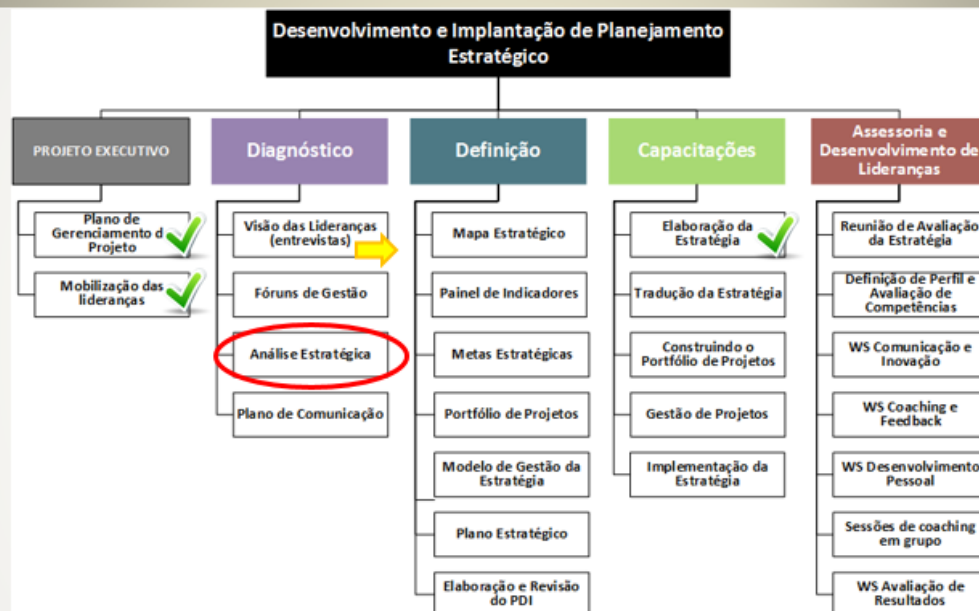 Desenvolvimento e Implantação de Planejamento
Estratégico
PROJETO EXECUTIVO
Plano de
Gerenciamento d
Projeto
Mobilização das
lideranças
Diagnóstico
Visão das Lideranças
(entrevistas)
Fóruns de Gestão
Análise Estratégica
Plano de Comunicação
Definição
Mapa Estratégico
Painel de Indicadores
Metas Estratégicas
Portfólio de Projetos
Modelo de Gestão da
Estratégia
Plano Estratégico
Elaboração e Revisão
do PDI
Capacitações
Elaboração da
Estratégia
Tradução da Estratégia
Construindo o
Portfólio de Projetos
Gestão de Projetos
Implementação da
Estratégia
Assessoria e
Desenvolvimento de
Lideranças
Reunião de Avaliação
da Estratégia
Definição de Perfil e
Avaliação de
Competências
WS Comunicação e
Inovação
WS Coaching e
Feedback
WS Desenvolvimento
Pessoal
Sessões de coaching
em grupo
WS Avaliação de
Resultados